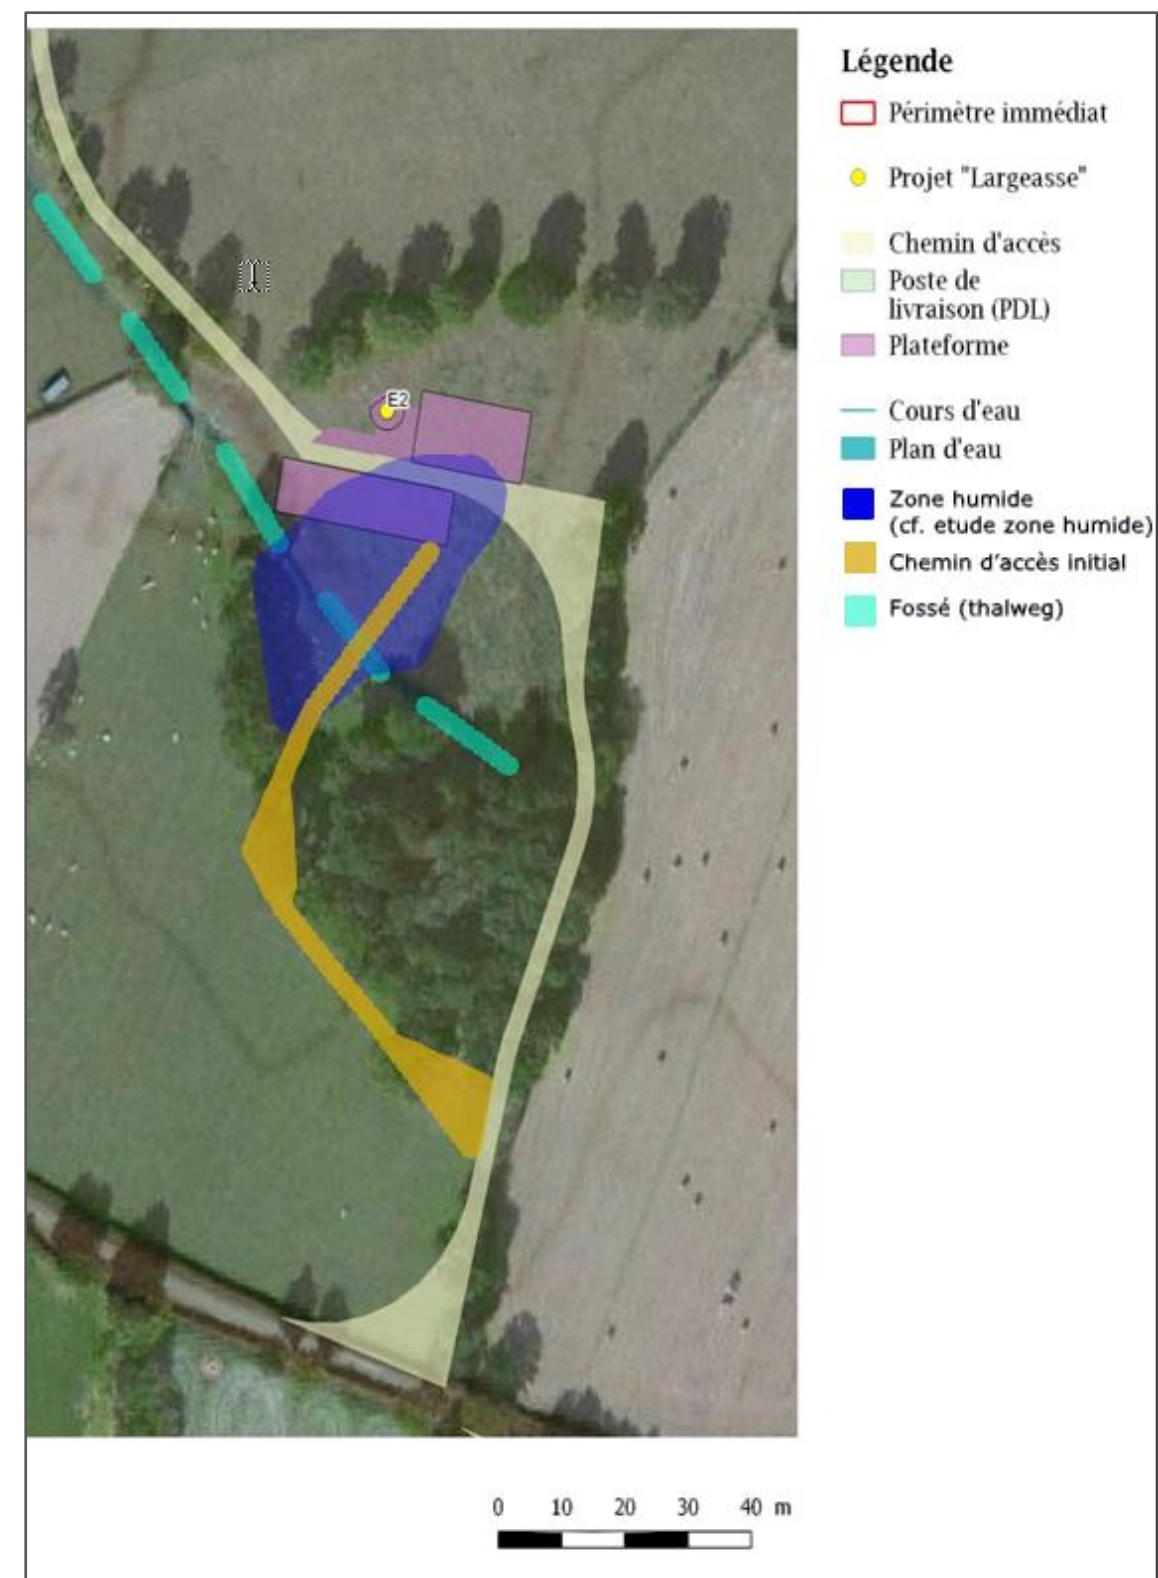 Légende
Périmètre immédiat
Projet "Largeasse"
Chemin d'accès
Poste de
livraison (PDL)
Plateforme
E2
Cours d'eau
Plan d'eau
Zone humide
(cf. etude zone humide)
Chemin d'accès initial
Fossé (thalweg)
0 10 20 30 40 m